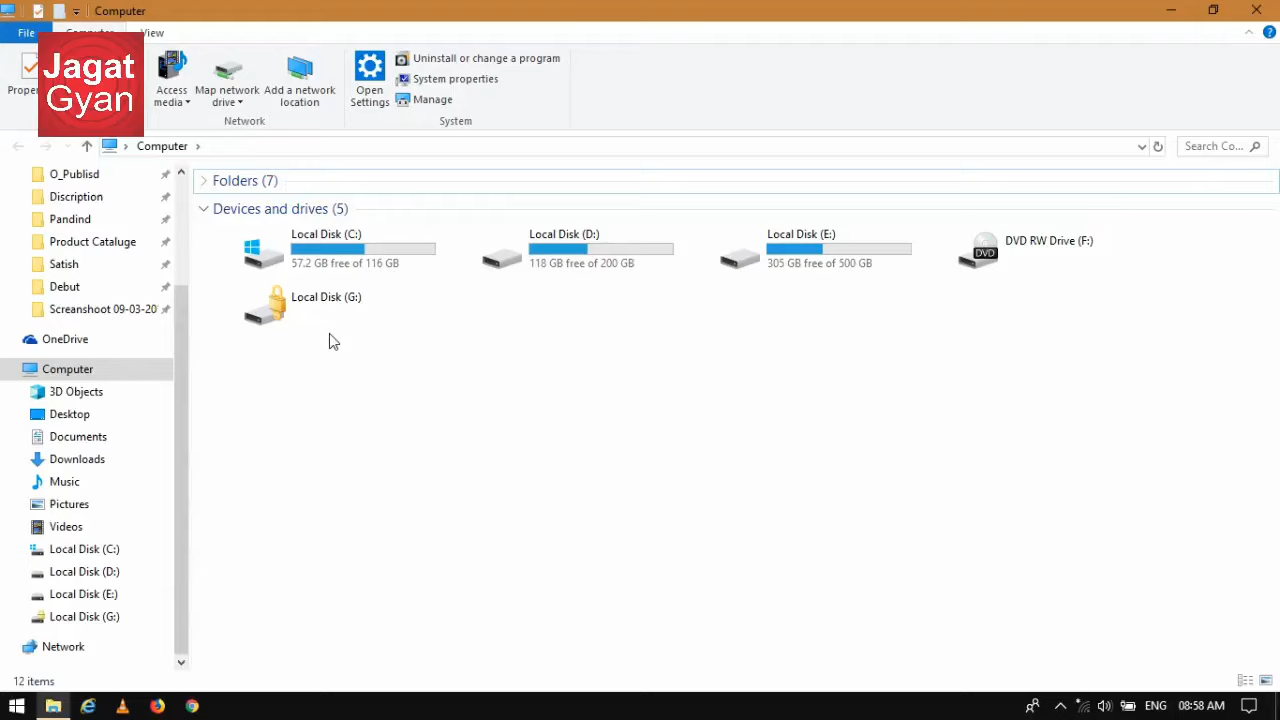 Computer
File
View
Jagat
Gyan
Access
media
Map network
drive
Add a network
location
Network
Open
Settings
Uninstall or change a program
System properties
Manage
System
Computer
Search Co...
O_Publisd
Discription
Pandind
Product Cataluge
Satish
Debut
Screanshoot 09-03-20
OneDrive
Computer
3D Objects
Desktop
Documents
Downloads
Music
Pictures
Videos
Local Disk (C:)
Local Disk (D:)
Local Disk (E:)
Local Disk (G:)
Network
Folders (7)
Devices and drives (5)
Local Disk (C:)
57.2 GB free of 116 GB
Local Disk (D:)
118 GB free of 200 GB
Local Disk (E:)
305 GB free of 500 GB
DVD
DVD RW Drive (F:)
Local Disk (G:)
12 items
ENG
08:58 AM